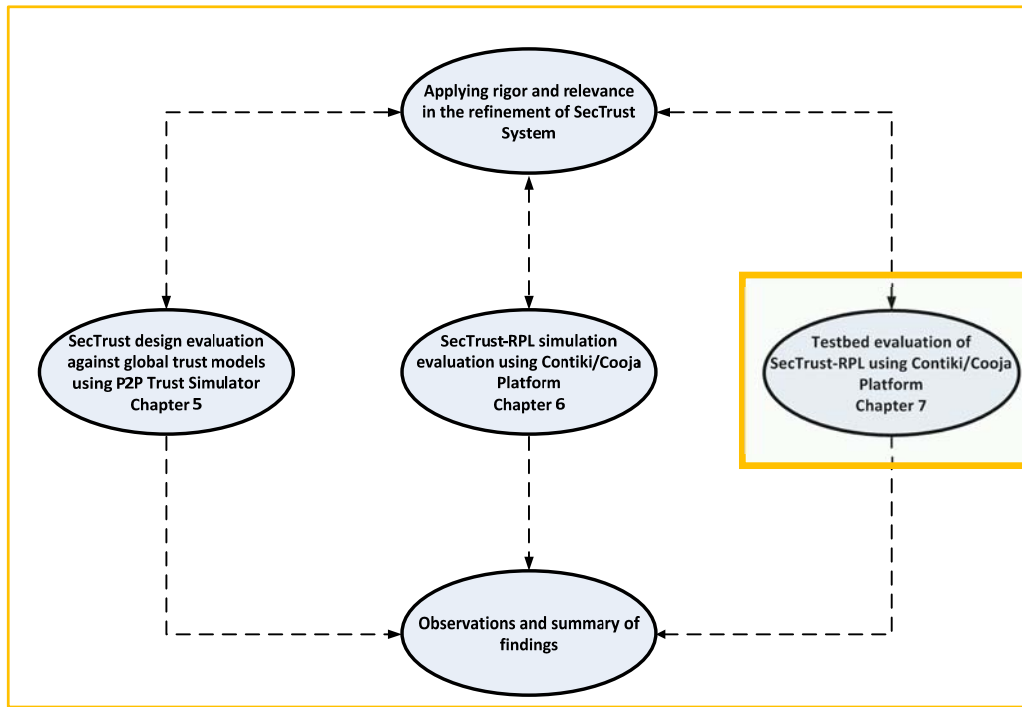 Applying rigor and relevance
in the refinement of SecTrust
System
SecTrust design evaluation
against global trust models
using P2P Trust Simulator
Chapter 5
SecTrust-RPL simulation
evaluation using Contiki/Cooja
Platform
Chapter 6
Testbed evaluation of
SecTrust-RPL using Contiki/Cooja
Platform
Chapter 7
Observations and summary of
findings